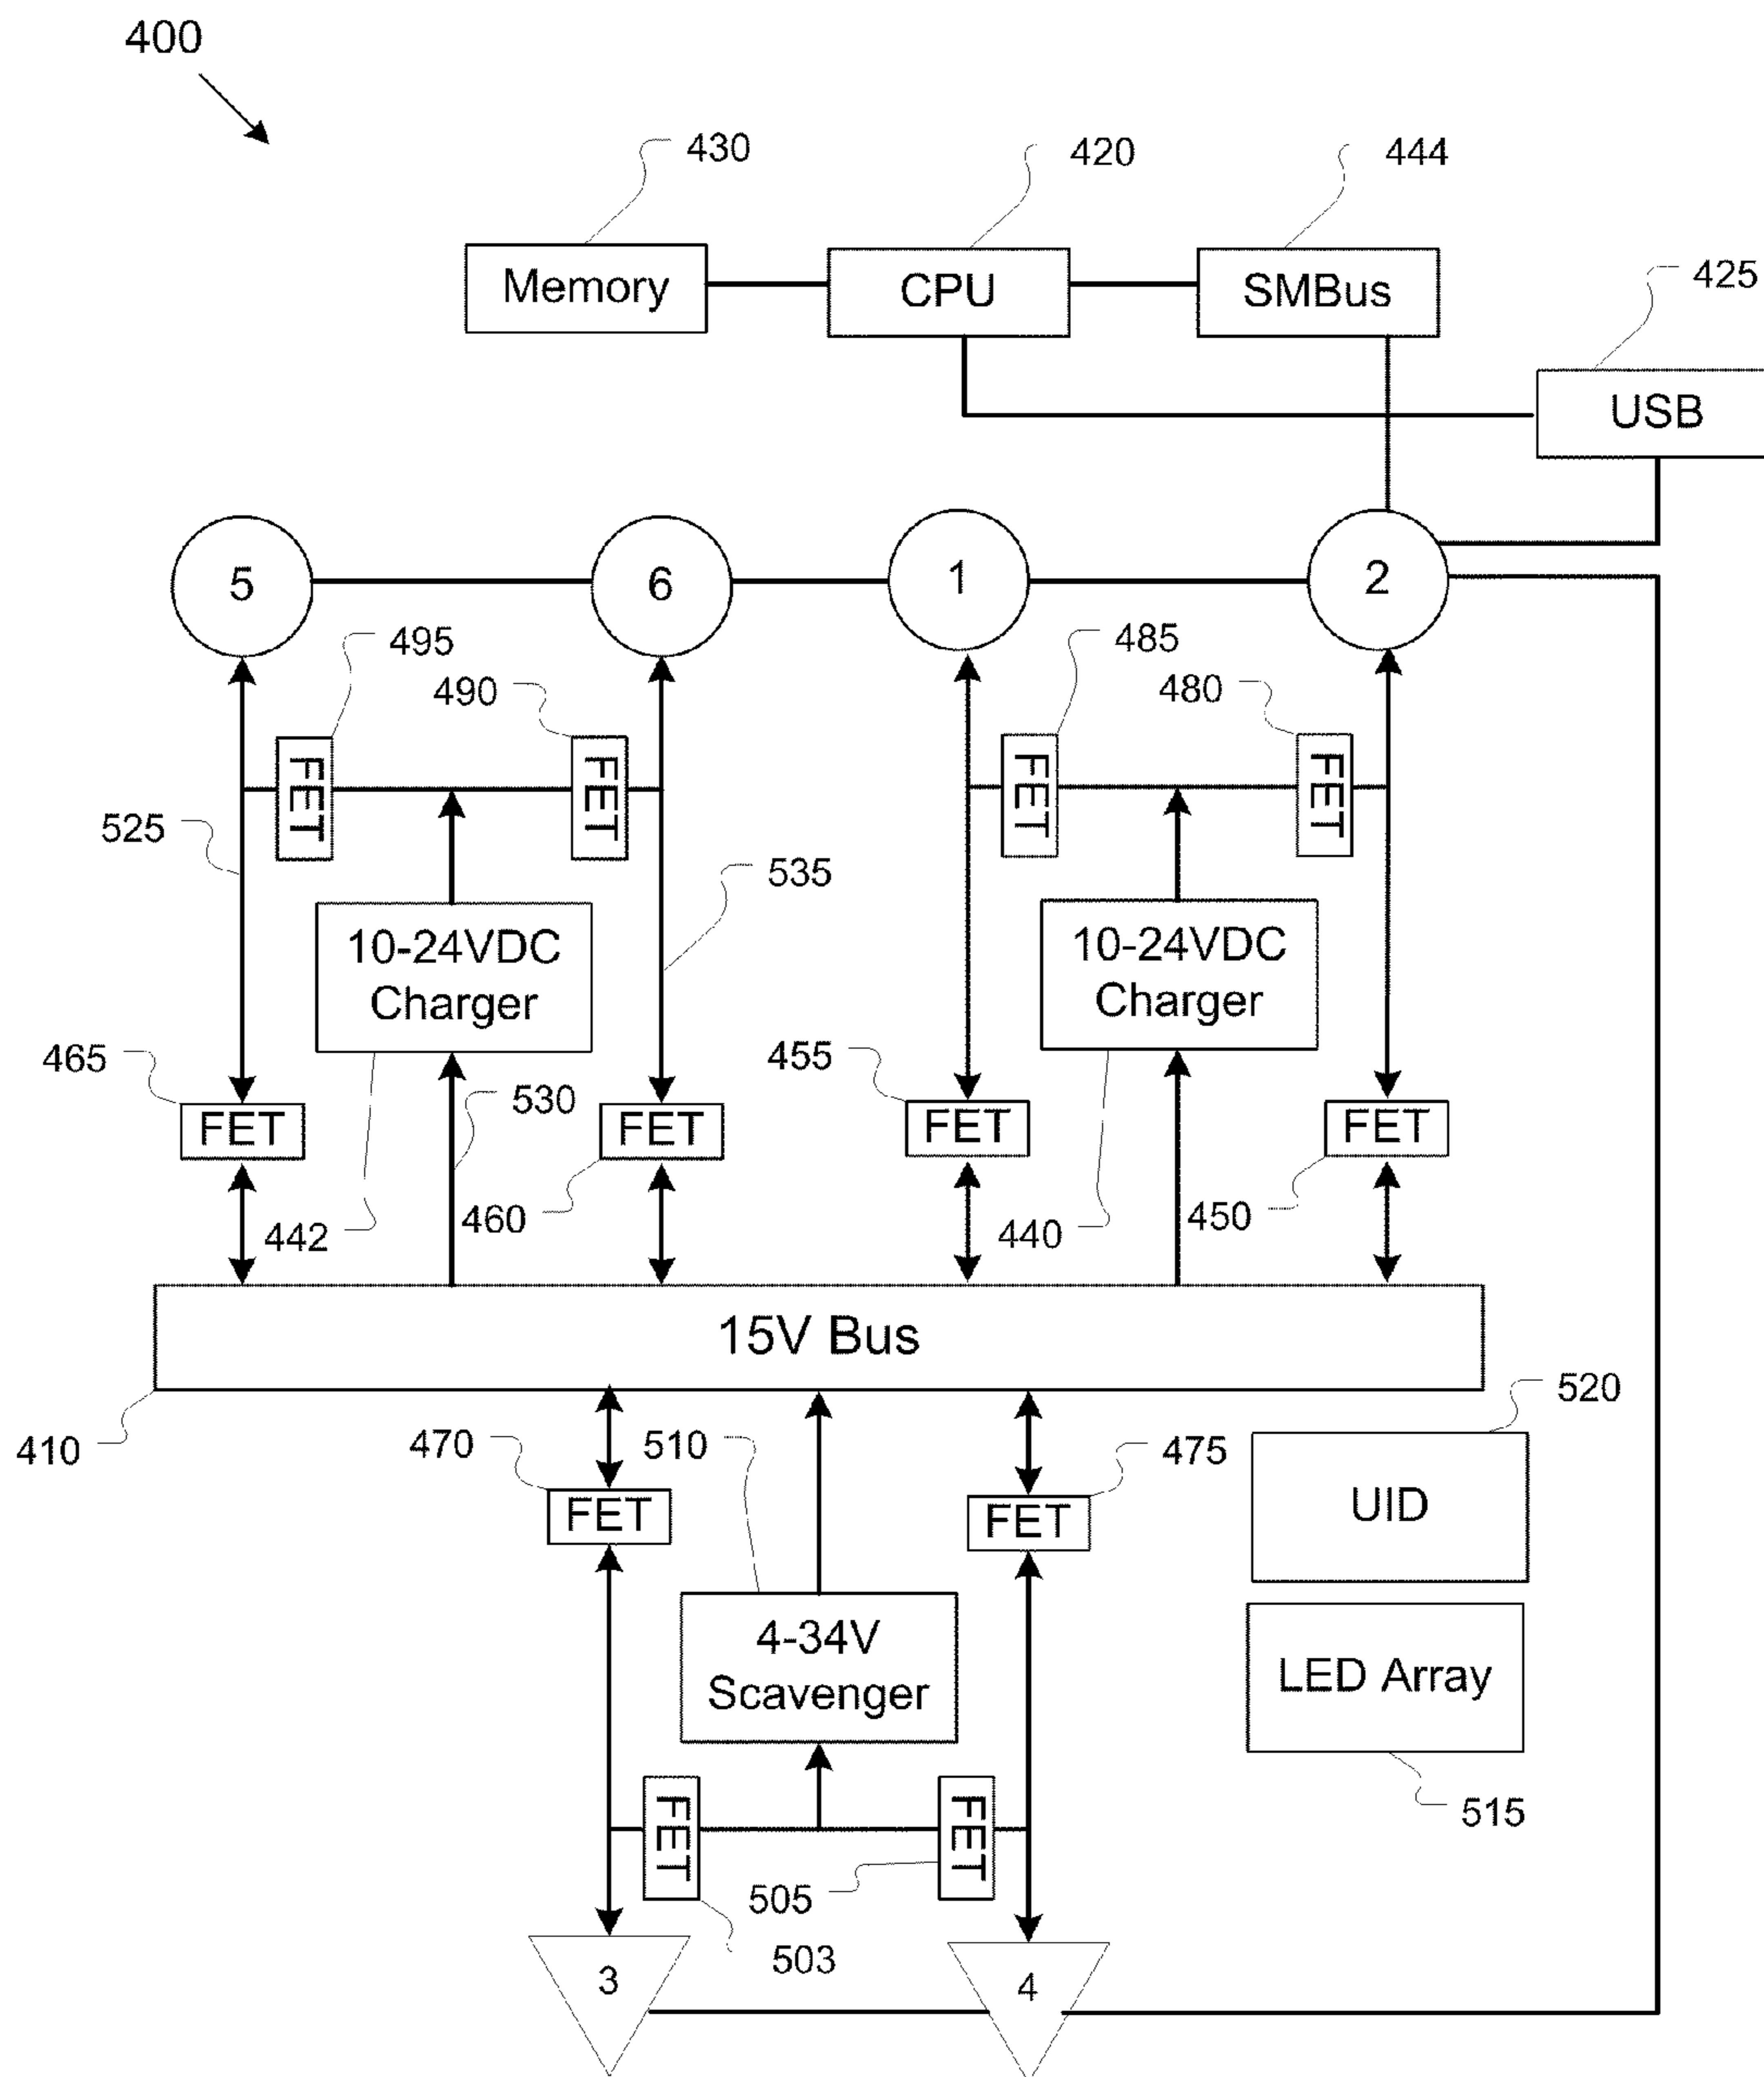 400
430
420
444
425
Memory
CPU
SMBus
USB
5
6
1
2
495
490
485
480
FET
FET
FET
FET
525
535
10-24VDC
Charger
10-24VDC
Charger
465
530
455
FET
FET
FET
FET
442
460
440
450
15V Bus
410
470
510
475
520
FET
FET
UID
4-34V
Scavenger
LED Array
FET
FET
505
503
515
3
4